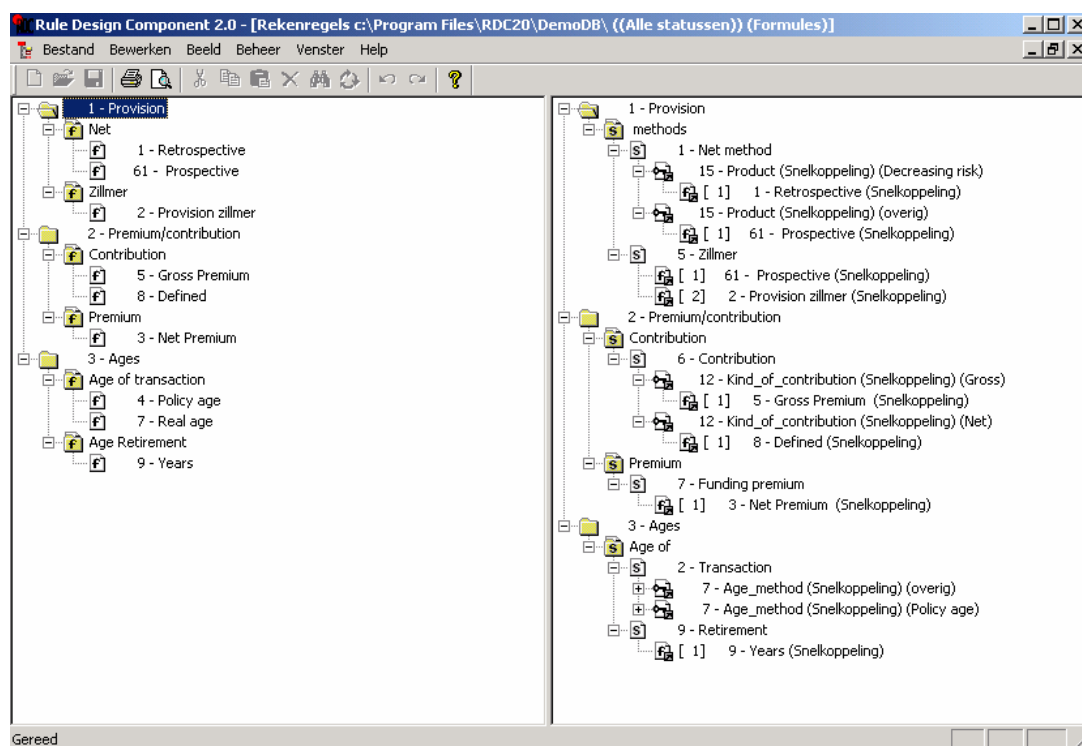 Rule Design Component 2.0 - [Rekenregels c:\Program Files\RDC20\DemoDB\ ((Alle statussen)) (Formules)]
Bestand Bewerken Beeld Beheer Venster Help
1 - Provision
f Net
f 1 - Retrospective
f 61 - Prospective
f Zillmer
f 2 - Provision zillmer
2 - Premium/contribution
f Contribution
f 5 - Gross Premium
f 8 - Defined
f Premium
f 3 - Net Premium
3 - Ages
f Age of transaction
f 4 - Policy age
f 7 - Real age
f Age Retirement
f 9 - Years
1 - Provision
S methods
S 1 - Net method
15 - Product (Snelkoppeling) (Decreasing risk)
f [ 1] 1 - Retrospective (Snelkoppeling)
15 - Product (Snelkoppeling) (overig)
f [ 1] 61 - Prospective (Snelkoppeling)
S 5 - Zillmer
f [ 1] 61 - Prospective (Snelkoppeling)
f [ 2] 2 - Provision zillmer (Snelkoppeling)
2 - Premium/contribution
S Contribution
S 6 - Contribution
12 - Kind_of_contribution (Snelkoppeling) (Gross)
f [ 1] 5 - Gross Premium (Snelkoppeling)
12 - Kind_of_contribution (Snelkoppeling) (Net)
f [ 1] 8 - Defined (Snelkoppeling)
S Premium
S 7 - Funding premium
f [ 1] 3 - Net Premium (Snelkoppeling)
3 - Ages
S Age of
S 2 - Transaction
7 - Age_method (Snelkoppeling) (overig)
7 - Age_method (Snelkoppeling) (Policy age)
S 9 - Retirement
f [ 1] 9 - Years (Snelkoppeling)
Gereed